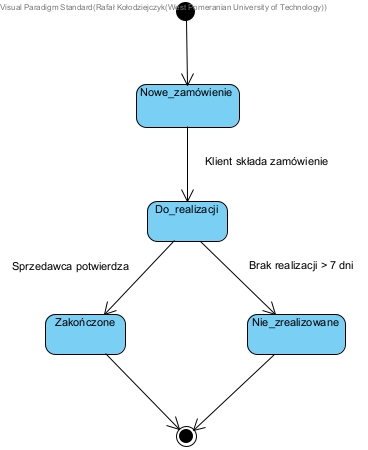 Visual Paradigm Standard(Rafał Kołodziejczyk(West Pomeranian University of Technology))
Nowe_zamówienie
Klient składa zamówienie
Do_realizacji
Sprzedawca potwierdza
Brak realizacji > 7 dni
Zakończone
Nie_zrealizowane